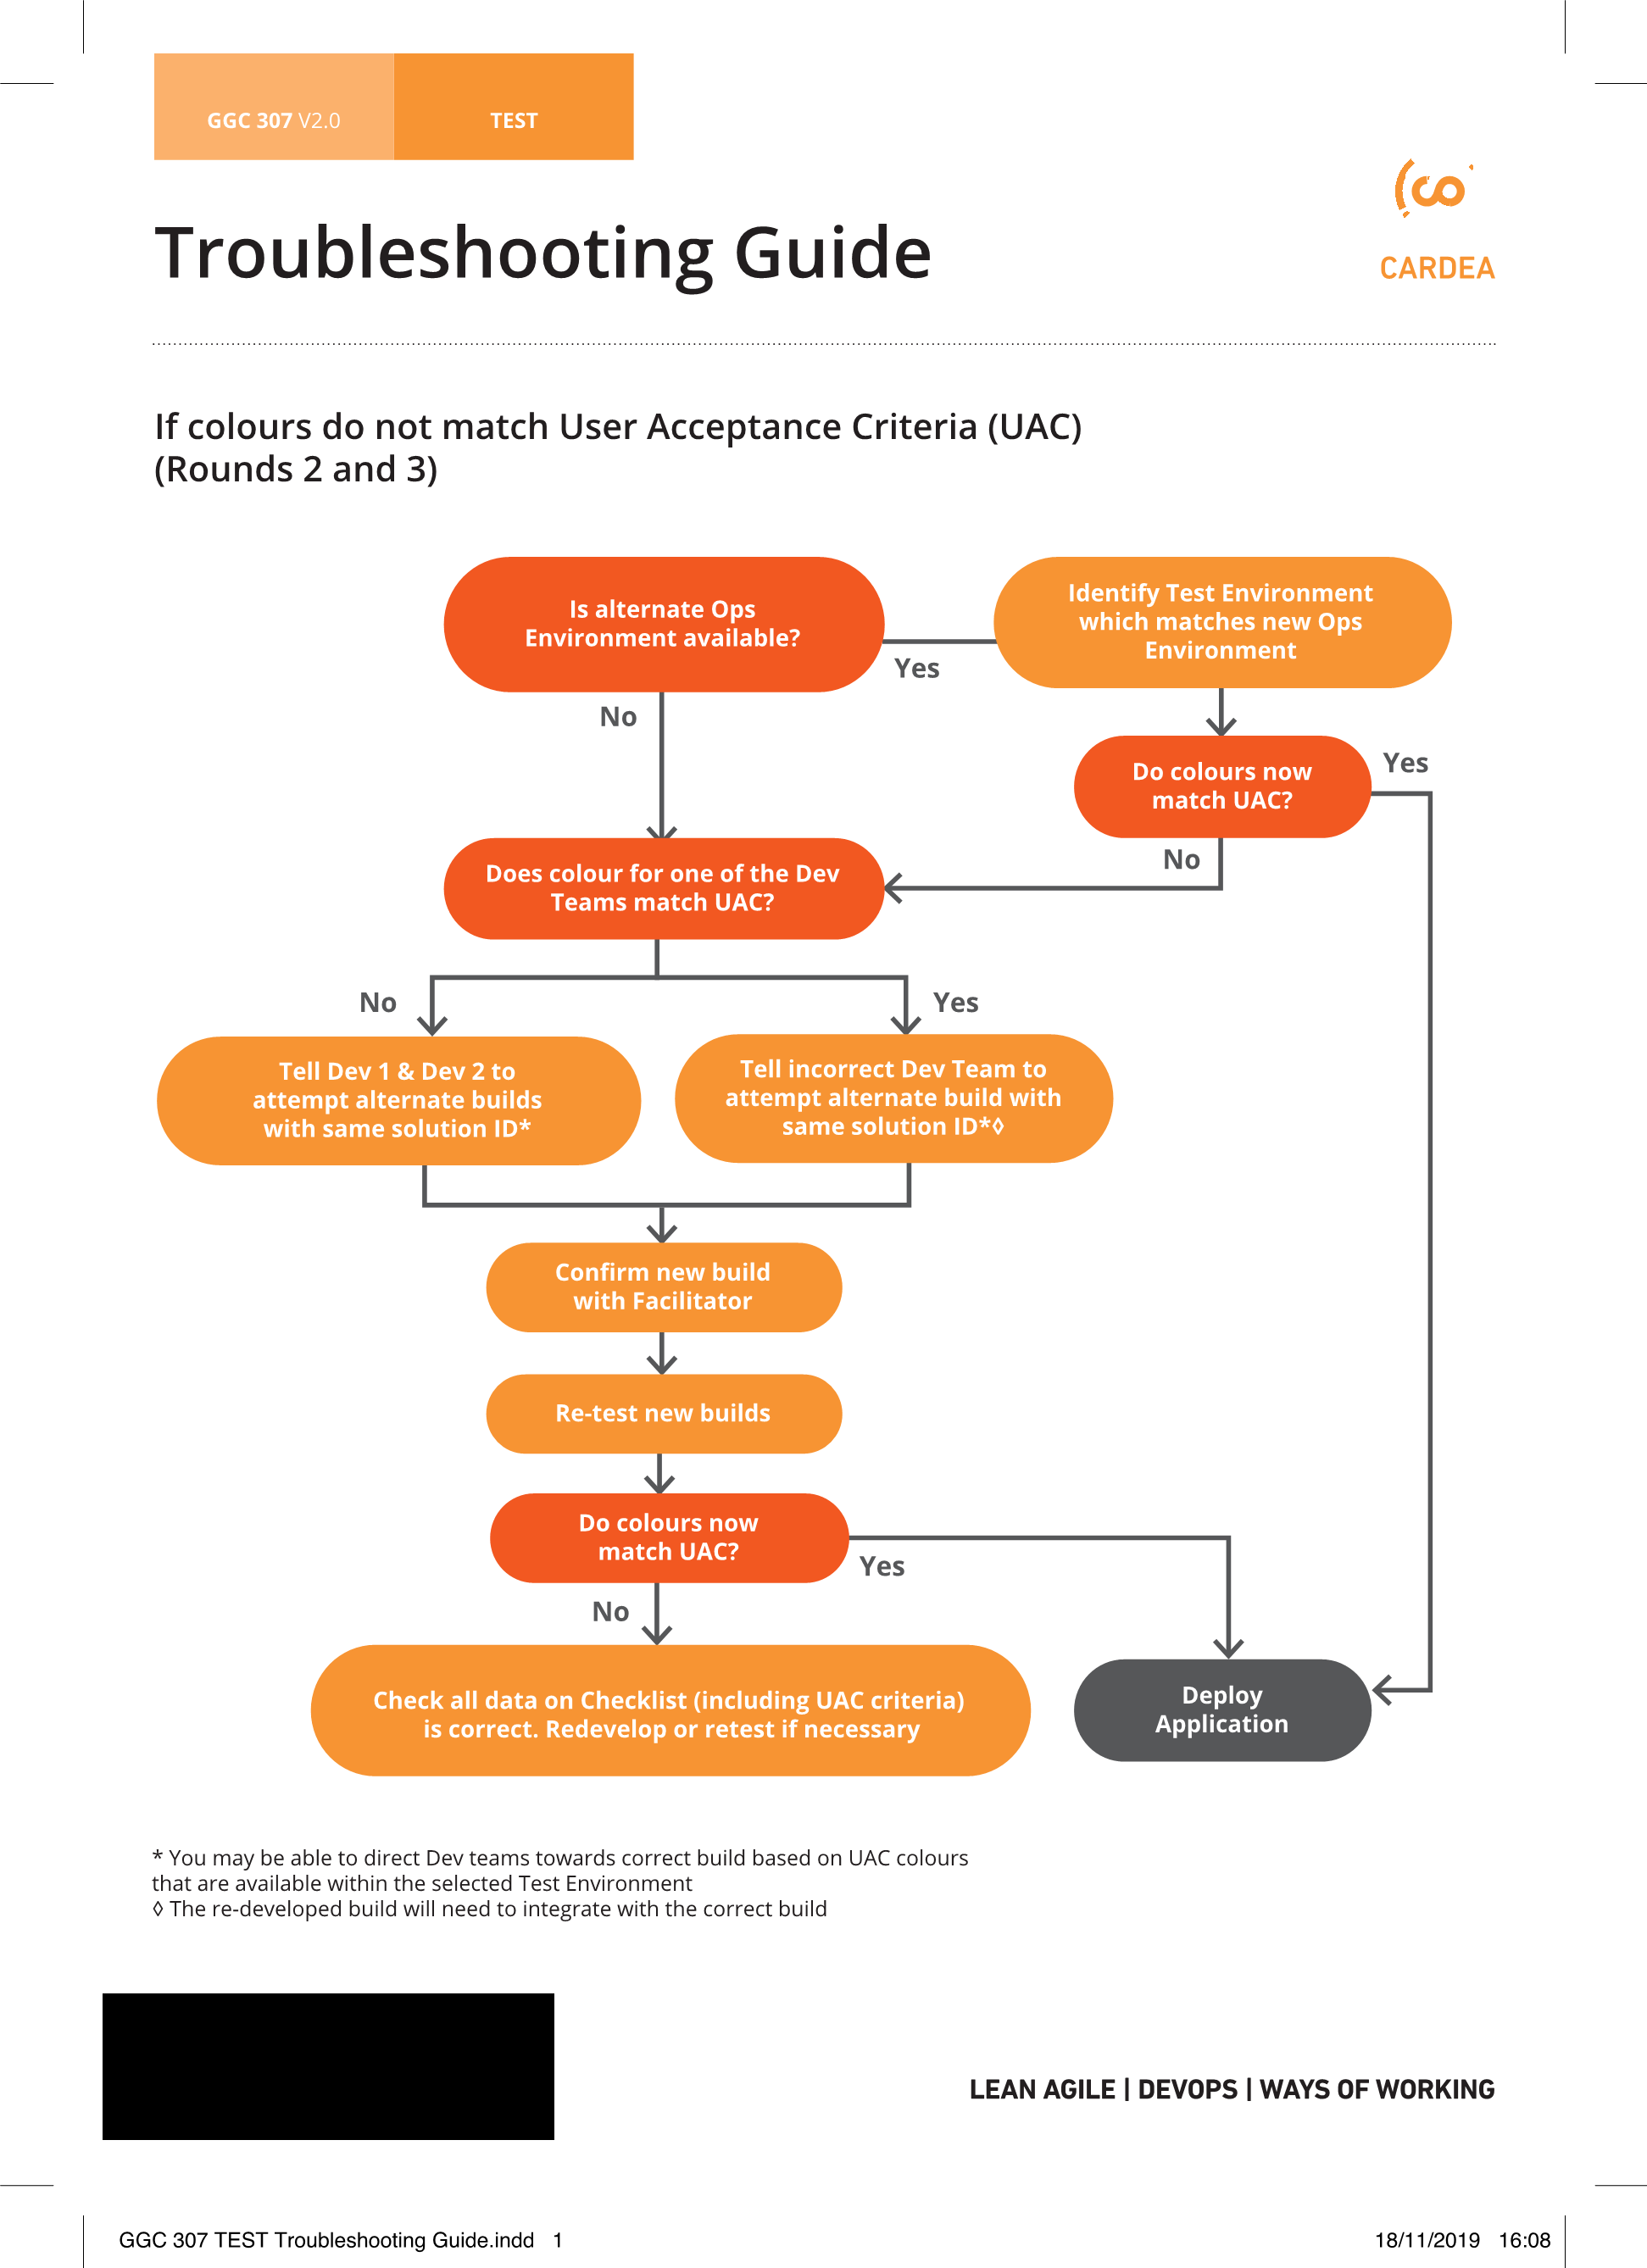 GGC 307 V2.0
TEST
CARDEA
Troubleshooting Guide
If colours do not match User Acceptance Criteria (UAC)
(Rounds 2 and 3)
Is alternate Ops
Environment available?
Yes
Identify Test Environment
which matches new Ops
Environment
No
Do colours now
match UAC?
Yes
No
Does colour for one of the Dev
Teams match UAC?
No
Yes
Tell Dev 1 & Dev 2 to
attempt alternate builds
with same solution ID*
Tell incorrect Dev Team to
attempt alternate build with
same solution ID*◊
Confirm new build
with Facilitator
Re-test new builds
Do colours now
match UAC?
Yes
No
Check all data on Checklist (including UAC criteria)
is correct. Redevelop or retest if necessary
Deploy
Application
* You may be able to direct Dev teams towards correct build based on UAC colours
that are available within the selected Test Environment
◊ The re-developed build will need to integrate with the correct build
LEAN AGILE | DEVOPS | WAYS OF WORKING
GGC 307 TEST Troubleshooting Guide.indd 1
18/11/2019 16:08